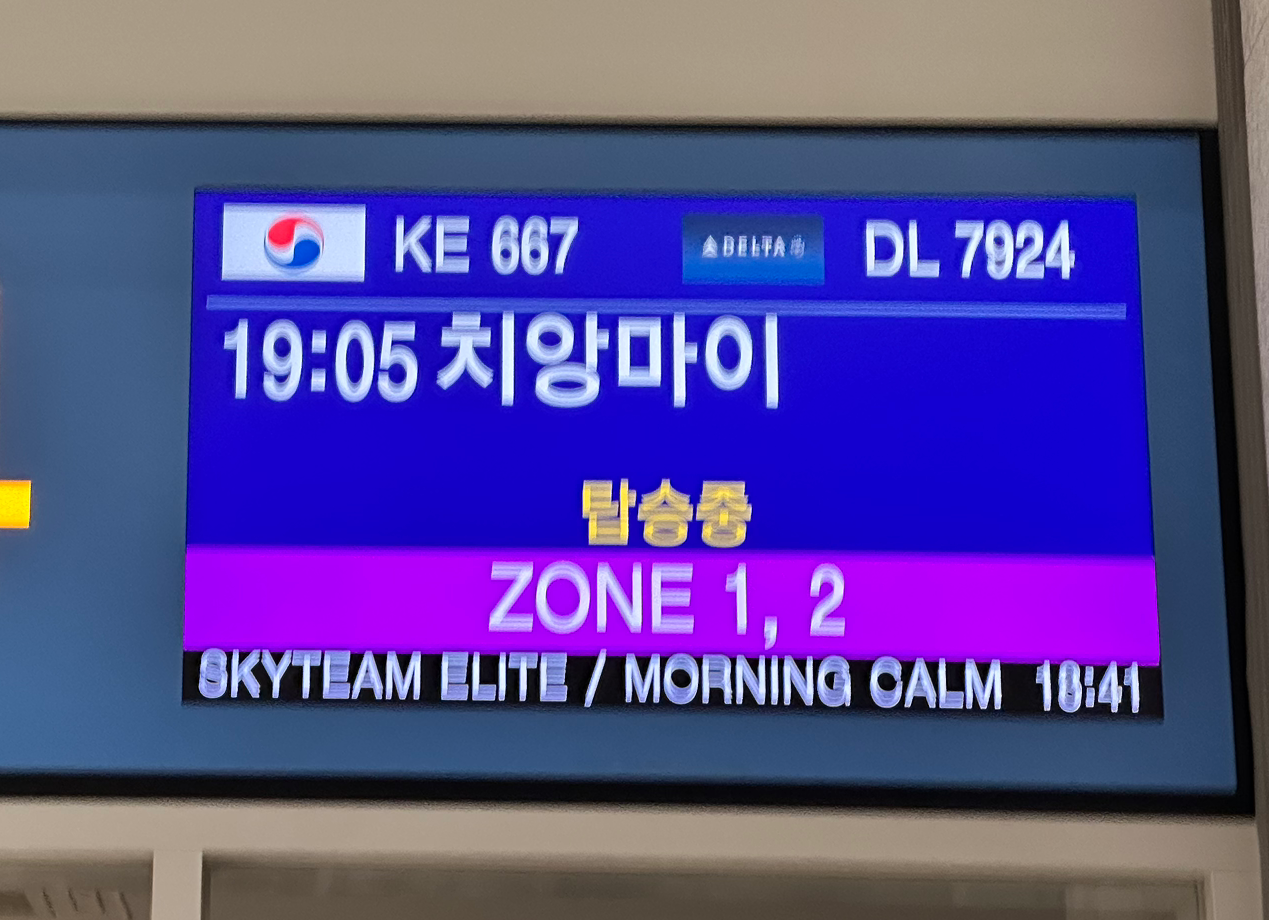 KE 667 DELTA DL 7924
19:05 치앙마이
탑승중
ZONE 1, 2
SKYTEAM ELITE / MORNING CALM 18:41